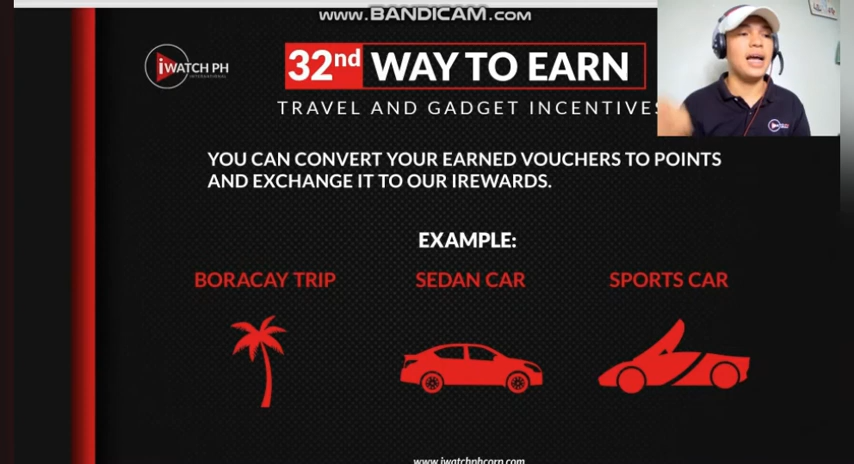 www.BANDICAM.com
iWATCH PH
INTERNATIONAL
32nd WAY TO EARN
TRAVEL AND GADGET INCENTIVES
YOU CAN CONVERT YOUR EARNED VOUCHERS TO POINTS
AND EXCHANGE IT TO OUR IREWARDS.
EXAMPLE:
BORACAY TRIP SEDAN CAR SPORTS CAR
www.iwatchphcorp.com